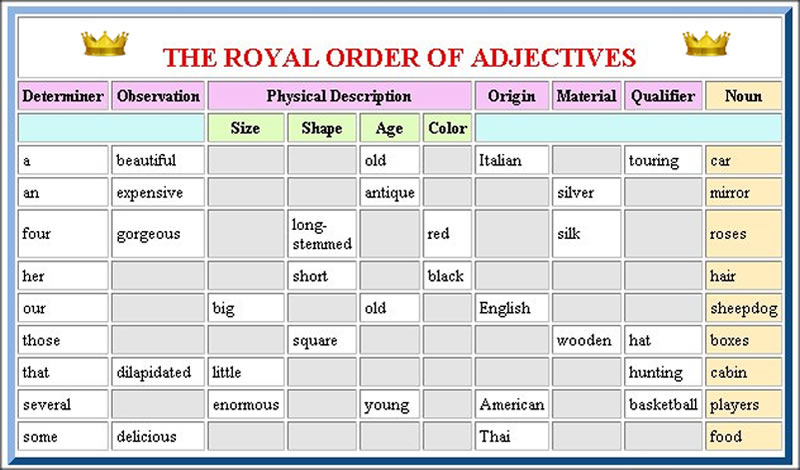 THE ROYAL ORDER OF ADJECTIVES
Determiner Observation Physical Description Origin Material Qualifier Noun
Size Shape Age Color
a beautiful old Italian touring car
an expensive antique silver mirror
four gorgeous long-
stemmed red silk roses
her short black hair
our big old English sheepdog
those square wooden hat boxes
that dilapidated little hunting cabin
several enormous young American basketball players
some delicious Thai food